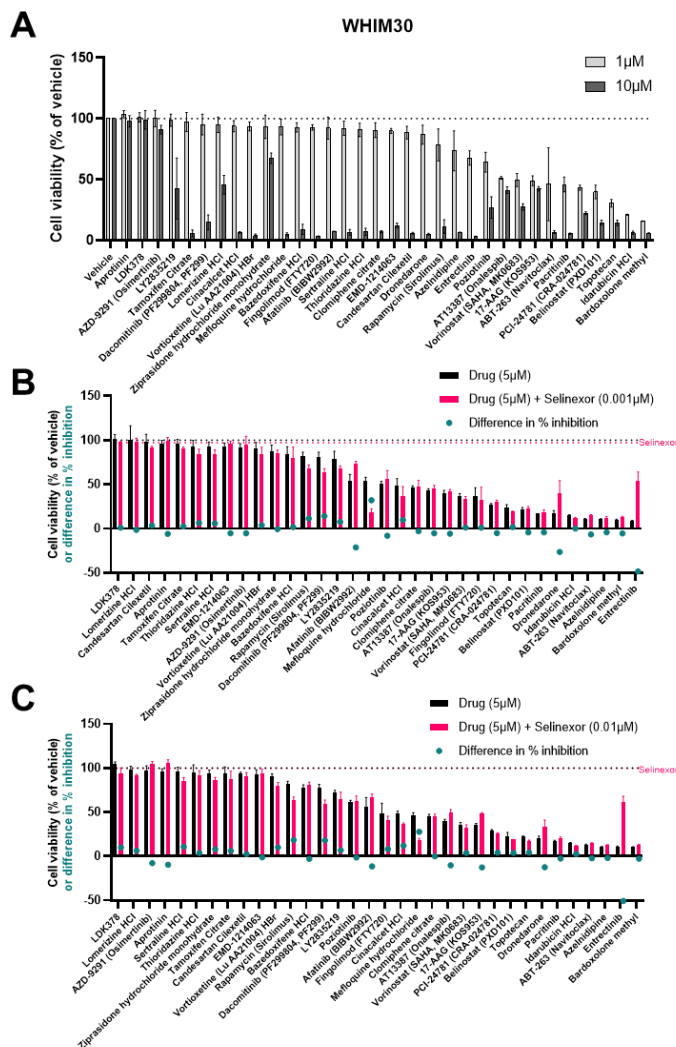 A
WHIM30
Cell viability (% of vehicle)
150
100
50
0
1µM
10µM
Vehicle
Aprotinin
LDK378
AZD-9291 (Osimertinib)
LY2835219
Tamoxifen Citrate
Dacomitinib (PF299804, PF299)
Lomerizine HCl
Cinacalcet HCl
Vortioxetine (Lu AA21004) HBr
Ziprasidone hydrochloride monohydrate
Mefloquine hydrochloride
Bazedoxifene HCl
Fingolimod (FTY720)
Afatinib (BIBW2992)
Sertraline HCl
Thioridazine HCl
Clomiphene citrate
EMD-1214063
Candesartan Cilexetil
Dronedarone
Rapamycin (Sirolimus)
Azelnidipine
Entrectinib
Poziotinib
AT13387 (Onalespib)
Vorinostat (SAHA, MK0683)
17-AAG (KOS953)
ABT-263 (Navitoclax)
Pacritinib
PCI-24781 (CRA-024781)
Belinostat (PXD101)
Topotecan
Idarubicin HCl
Bardoxolone methyl
B
Cell viability (% of vehicle)
or difference in % inhibition
150
100
50
0
-50
Drug (5µM)
Drug (5µM) + Selinexor (0.001µM)
Difference in % inhibition
Selinexor
LDK378
Lomerizine HCl
Candesartan Cilexetil
Aprotinin
Tamoxifen Citrate
Thioridazine HCl
Sertraline HCl
EMD-1214063
AZD-9291 (Osimertinib)
Vortioxetine (Lu AA21004) HBr
Ziprasidone hydrochloride monohydrate
Bazedoxifene HCl
Rapamycin (Sirolimus)
Dacomitinib (PF299804, PF299)
LY2835219
Afatinib (BIBW2992)
Mefloquine hydrochloride
Poziotinib
Cinacalcet HCl
Clomiphene citrate
AT13387 (Onalespib)
17-AAG (KOS953)
Vorinostat (SAHA, MK0683)
Fingolimod (FTY720)
PCI-24781 (CRA-024781)
Topotecan
Belinostat (PXD101)
Pacritinib
Dronedarone
Idarubicin HCl
ABT-263 (Navitoclax)
Azelnidipine
Bardoxolone methyl
Entrectinib
C
Cell viability (% of vehicle)
or difference in % inhibition
150
100
50
0
-50
Drug (5µM)
Drug (5µM) + Selinexor (0.01µM)
Difference in % inhibition
Selinexor
LDK378
Lomerizine HCl
AZD-9291 (Osimertinib)
Aprotinin
Sertraline HCl
Thioridazine HCl
Ziprasidone hydrochloride monohydrate
Tamoxifen Citrate
Candesartan Cilexetil
EMD-1214063
Vortioxetine (Lu AA21004) HBr
Rapamycin (Sirolimus)
Bazedoxifene HCl
Dacomitinib (PF299804, PF299)
LY2835219
Poziotinib
Afatinib (BIBW2992)
Fingolimod (FTY720)
Cinacalcet HCl
Mefloquine hydrochloride
Clomiphene citrate
AT13387 (Onalespib)
Vorinostat (SAHA, MK0683)
17-AAG (KOS953)
PCI-24781 (CRA-024781)
Belinostat (PXD101)
Topotecan
Dronedarone
Pacritinib
Idarubicin HCl
ABT-263 (Navitoclax)
Azelnidipine
Entrectinib
Bardoxolone methyl